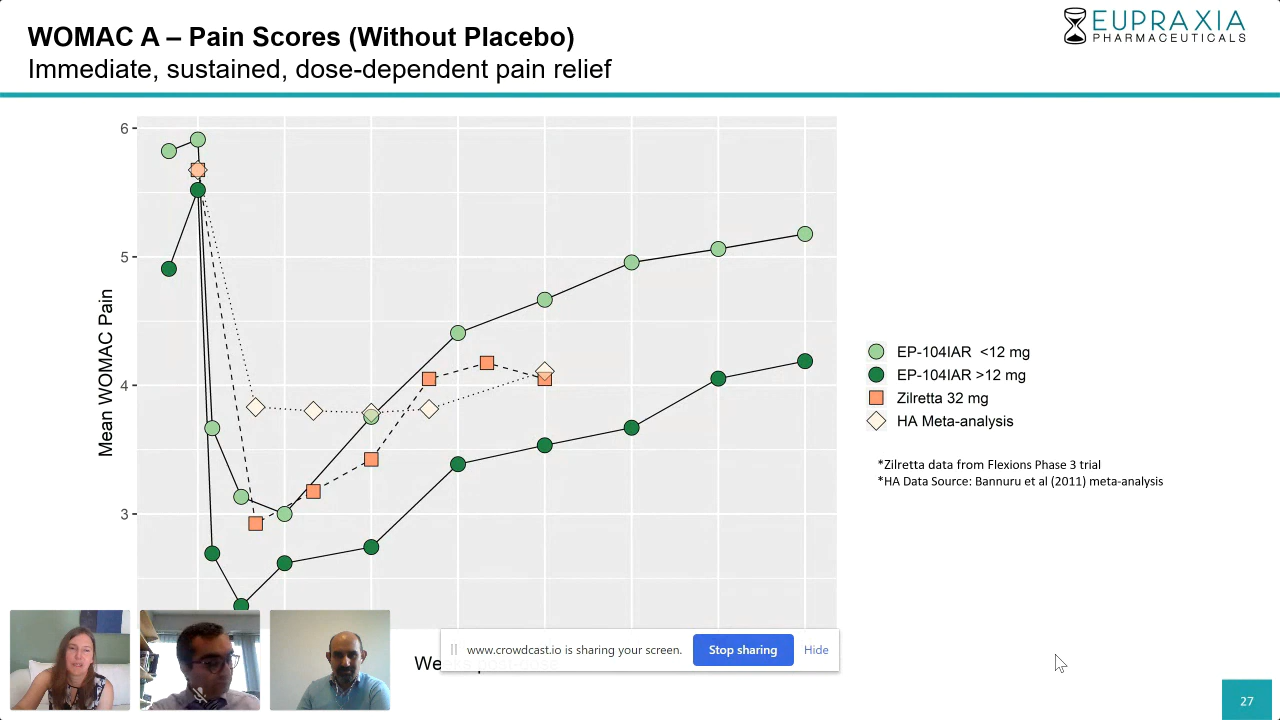 WOMAC A – Pain Scores (Without Placebo)
Immediate, sustained, dose-dependent pain relief
EUPRAXIA
PHARMACEUTICALS
6
5
4
3
Mean WOMAC Pain
EP-104IAR <12 mg
EP-104IAR >12 mg
Zilretta 32 mg
HA Meta-analysis
*Zilretta data from Flexions Phase 3 trial
*HA Data Source: Bannuru et al (2011) meta-analysis
www.crowdcast.io is sharing your screen.
Stop sharing
Hide
27